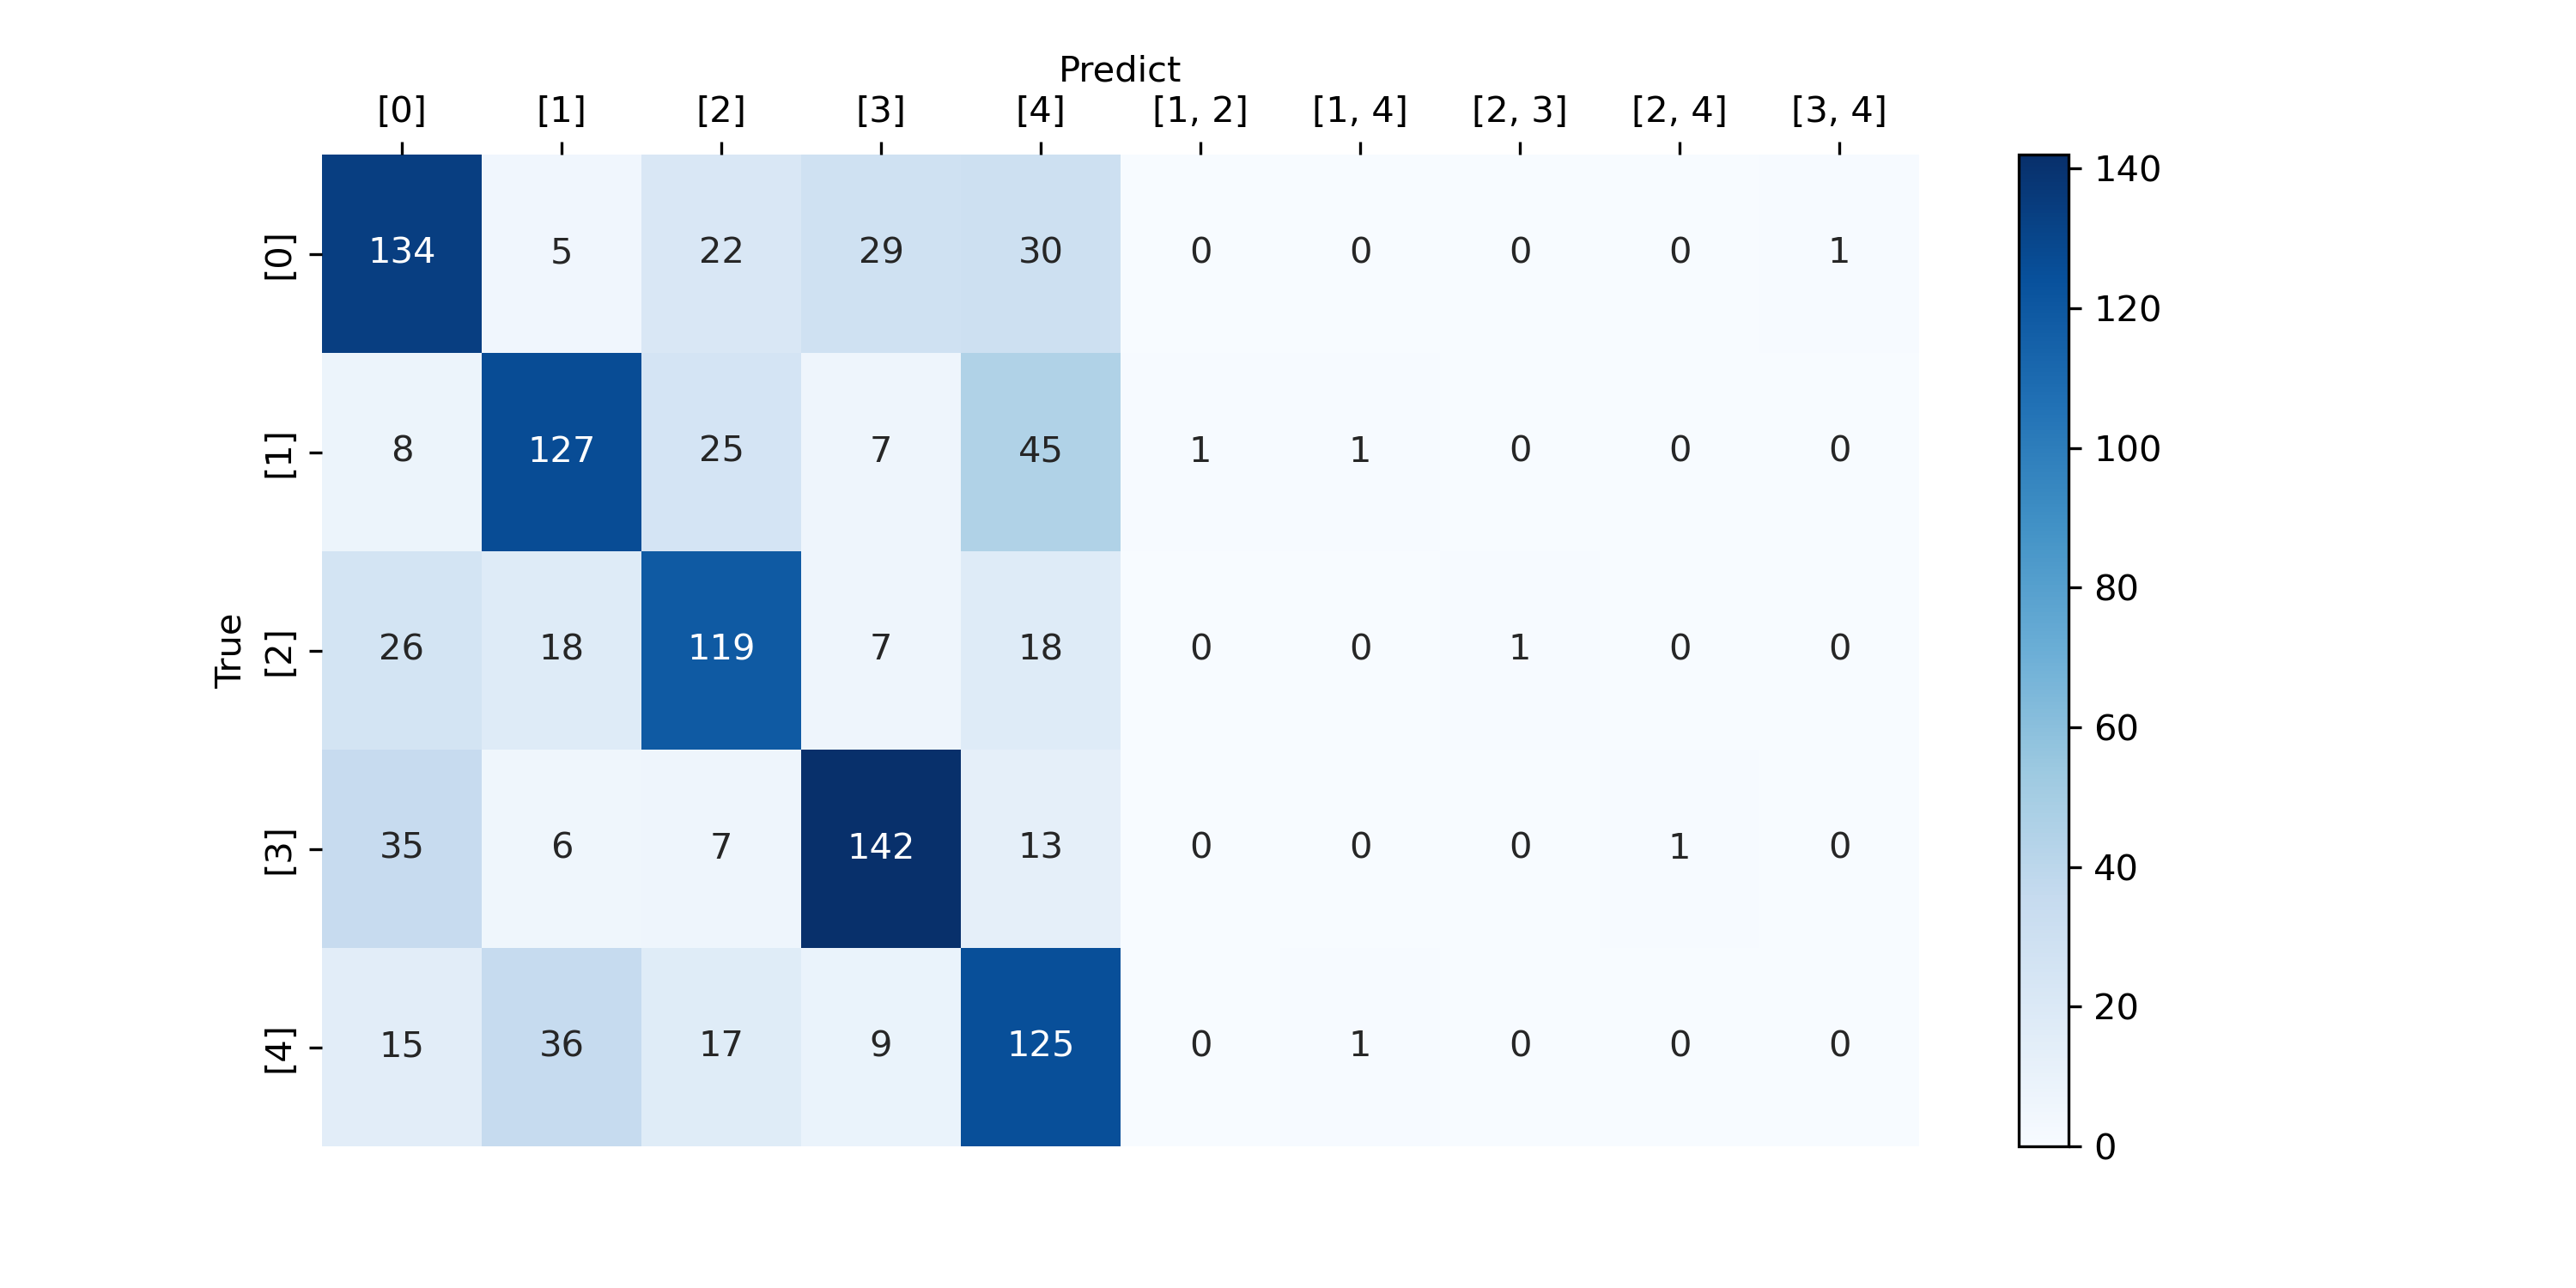 Predict
[0] [1] [2] [3] [4] [1, 2] [1, 4] [2, 3] [2, 4] [3, 4]
True
[0] 134 5 22 29 30 0 0 0 0 1
[1] 8 127 25 7 45 1 1 0 0 0
[2] 26 18 119 7 18 0 0 1 0 0
[3] 35 6 7 142 13 0 0 0 1 0
[4] 15 36 17 9 125 0 1 0 0 0
140
120
100
80
60
40
20
0